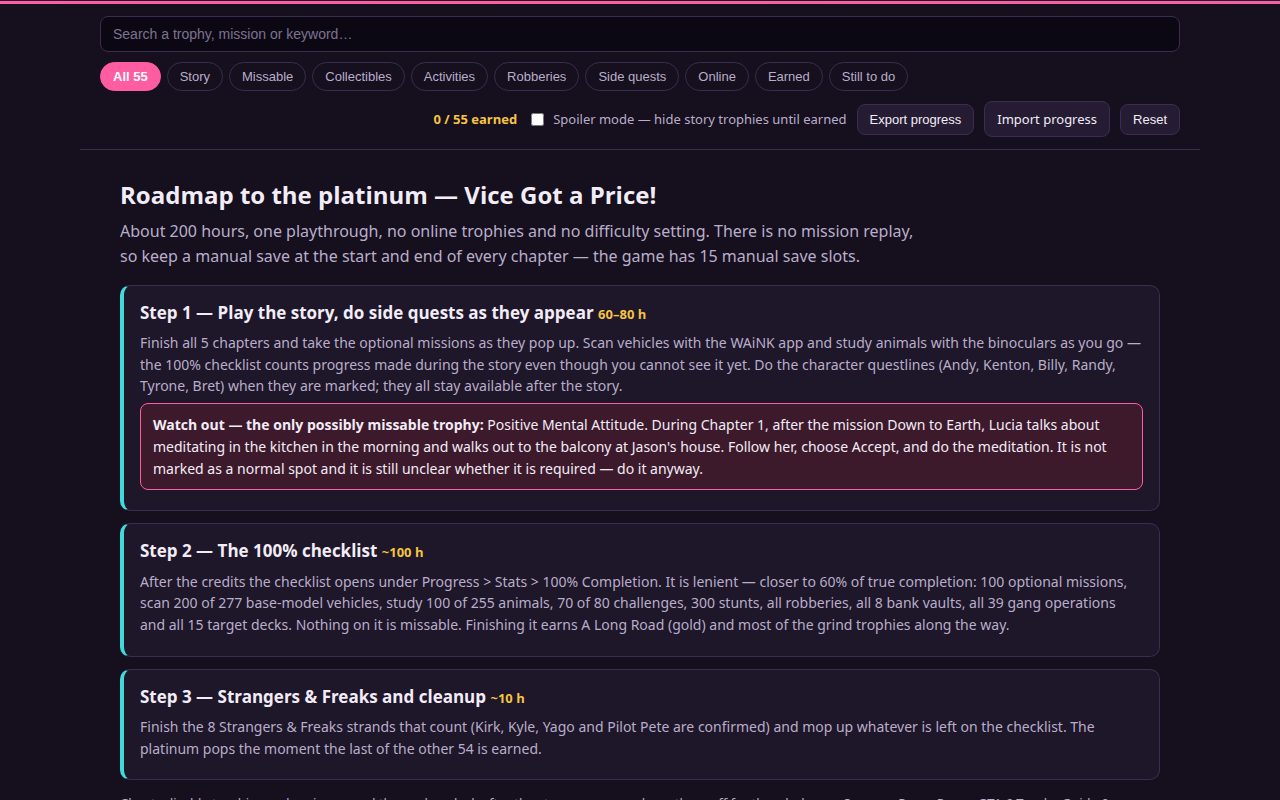 Search a trophy, mission or keyword…
All 55
Story
Missable
Collectibles
Activities
Robberies
Side quests
Online
Earned
Still to do
0 / 55 earned
Spoiler mode — hide story trophies until earned
Export progress
Import progress
Reset
Roadmap to the platinum — Vice Got a Price!
About 200 hours, one playthrough, no online trophies and no difficulty setting. There is no mission replay,
so keep a manual save at the start and end of every chapter — the game has 15 manual save slots.
Step 1 — Play the story, do side quests as they appear 60–80 h
Finish all 5 chapters and take the optional missions as they pop up. Scan vehicles with the WAiNK app and study animals with the binoculars as you go —
the 100% checklist counts progress made during the story even though you cannot see it yet. Do the character questlines (Andy, Kenton, Billy, Randy,
Tyrone, Bret) when they are marked; they all stay available after the story.
Watch out — the only possibly missable trophy: Positive Mental Attitude. During Chapter 1, after the mission Down to Earth, Lucia talks about
meditating in the kitchen in the morning and walks out to the balcony at Jason's house. Follow her, choose Accept, and do the meditation. It is not
marked as a normal spot and it is still unclear whether it is required — do it anyway.
Step 2 — The 100% checklist ~100 h
After the credits the checklist opens under Progress > Stats > 100% Completion. It is lenient — closer to 60% of true completion: 100 optional missions,
scan 200 of 277 base-model vehicles, study 100 of 255 animals, 70 of 80 challenges, 300 stunts, all robberies, all 8 bank vaults, all 39 gang operations
and all 15 target decks. Nothing on it is missable. Finishing it earns A Long Road (gold) and most of the grind trophies along the way.
Step 3 — Strangers & Freaks and cleanup ~10 h
Finish the 8 Strangers & Freaks strands that count (Kirk, Kyle, Yago and Pilot Pete are confirmed) and mop up whatever is left on the checklist. The
platinum pops the moment the last of the other 54 is earned.